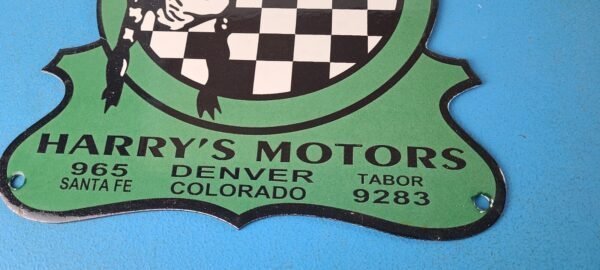 HARRY'S MOTORS
965 DENVER TABOR
SANTA FE COLORADO 9283